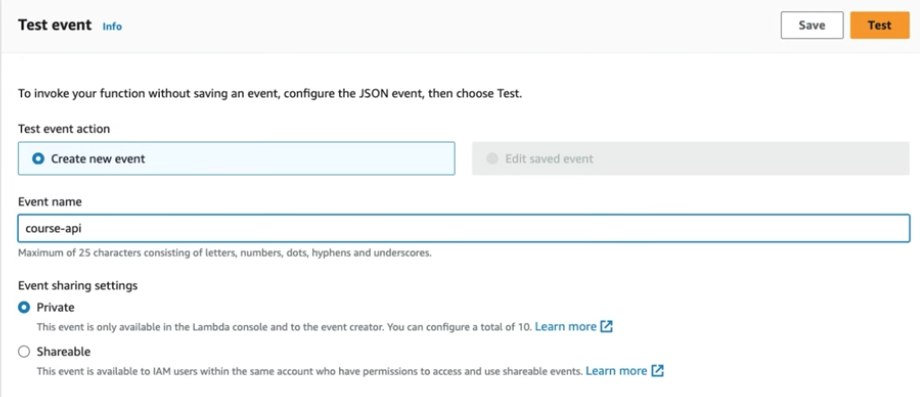 Test event Info Save Test
To invoke your function without saving an event, configure the JSON event, then choose Test.
Test event action
Create new event Edit saved event
Event name
course-api
Maximum of 25 characters consisting of letters, numbers, dots, hyphens and underscores.
Event sharing settings
Private
This event is only available in the Lambda console and to the event creator. You can configure a total of 10. Learn more
Shareable
This event is available to IAM users within the same account who have permissions to access and use shareable events. Learn more